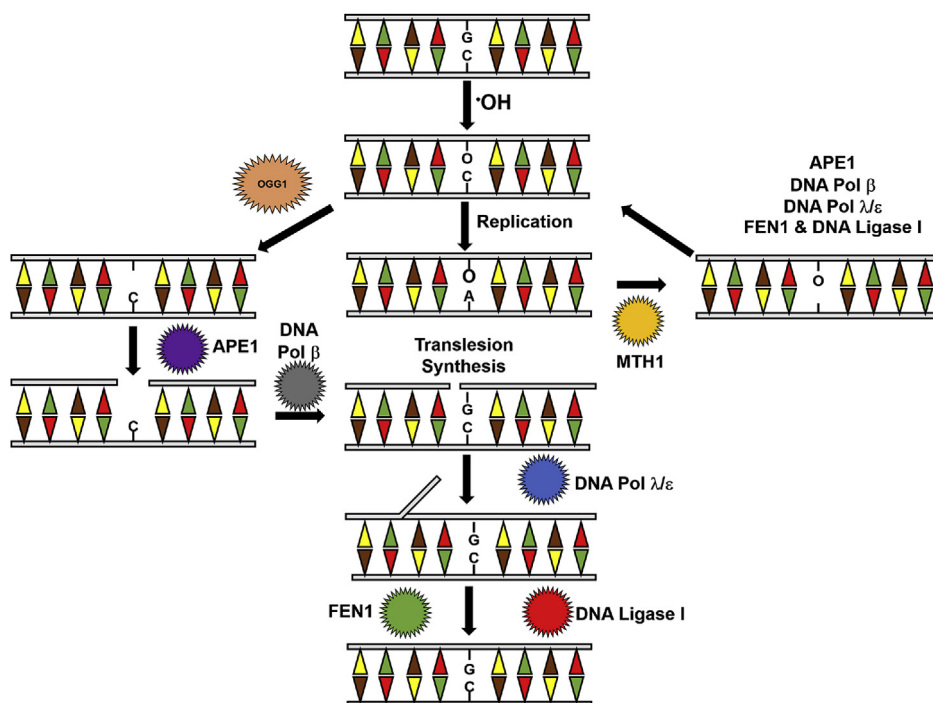 G
C
·OH
O
C
OGG1
Replication
APE1
DNA Pol β
DNA Pol λ/ε
FEN1 & DNA Ligase I
C
O
A
O
MTH1
APE1
DNA
Pol β
Translesion
Synthesis
C
G
C
DNA Pol λ/ε
G
C
FEN1
DNA Ligase I
G
C